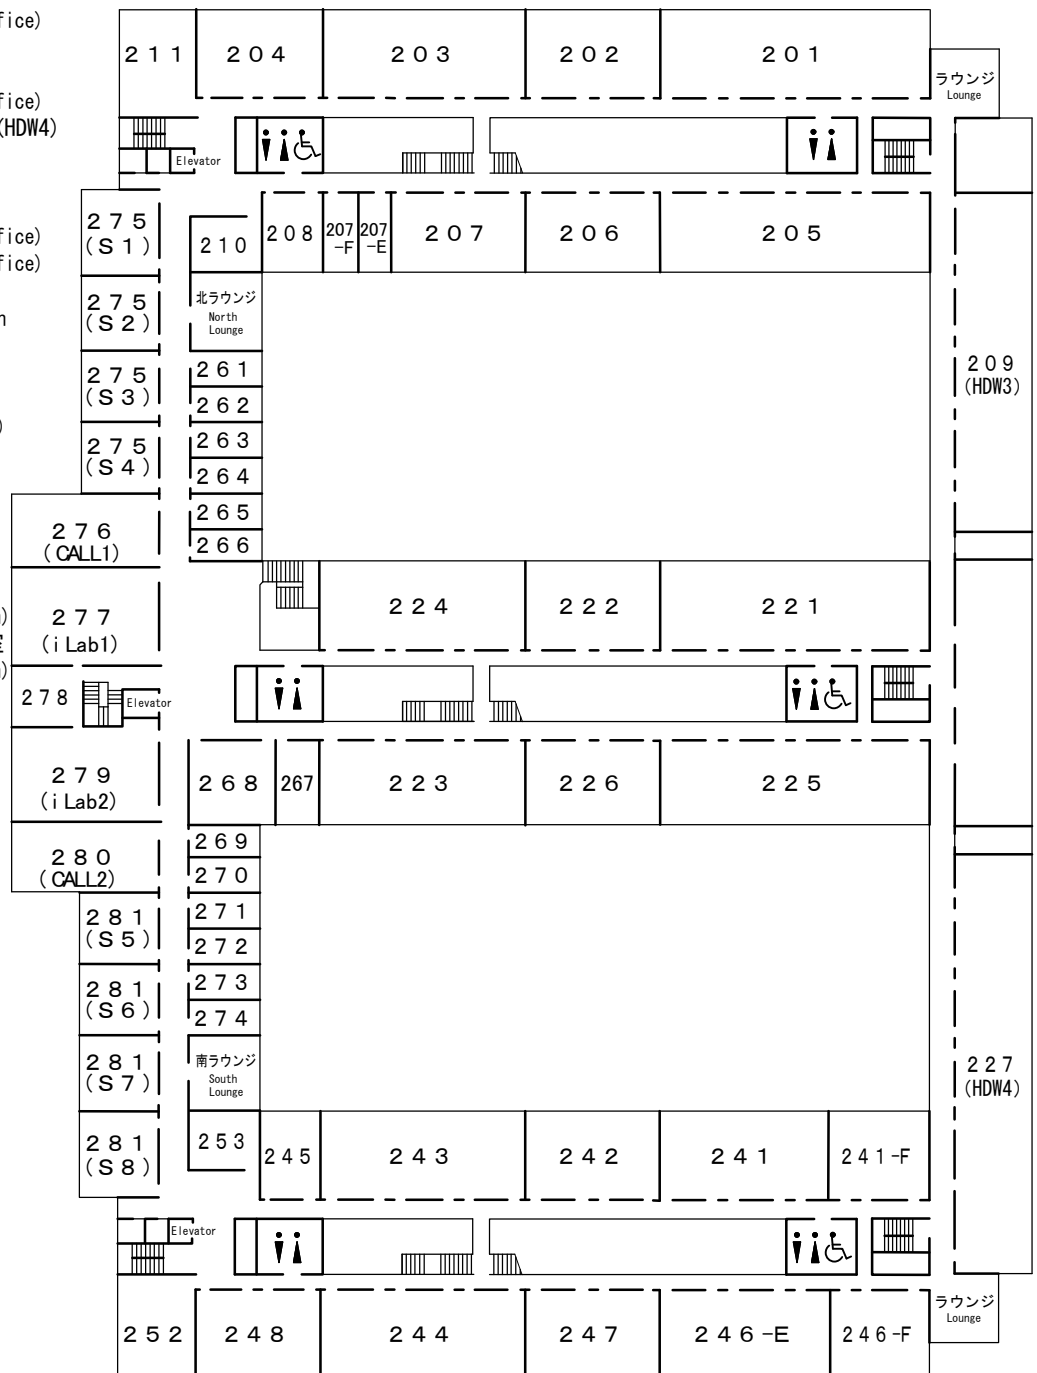 fice)
fice)
(HDW4)
fice)
fice)
211 204 203 202 201
ラウンジ
Lounge
Elevator
275
(S1)
210 208 207
-F 207
-E 207 206 205
275
(S2)
北ラウンジ
North
Lounge
275
(S3)
261
262
209
(HDW3)
275
(S4)
263
264
265
266
276
(CALL1)
277
(iLab1)
224 222 221
278
Elevator
279
(iLab2)
268 267 223 226 225
280
(CALL2)
269
270
281
(S5)
271
272
281
(S6)
273
274
281
(S7)
南ラウンジ
South
Lounge
227
(HDW4)
281
(S8)
253 245 243 242 241 241-F
Elevator
252 248 244 247 246-E 246-F
ラウンジ
Lounge